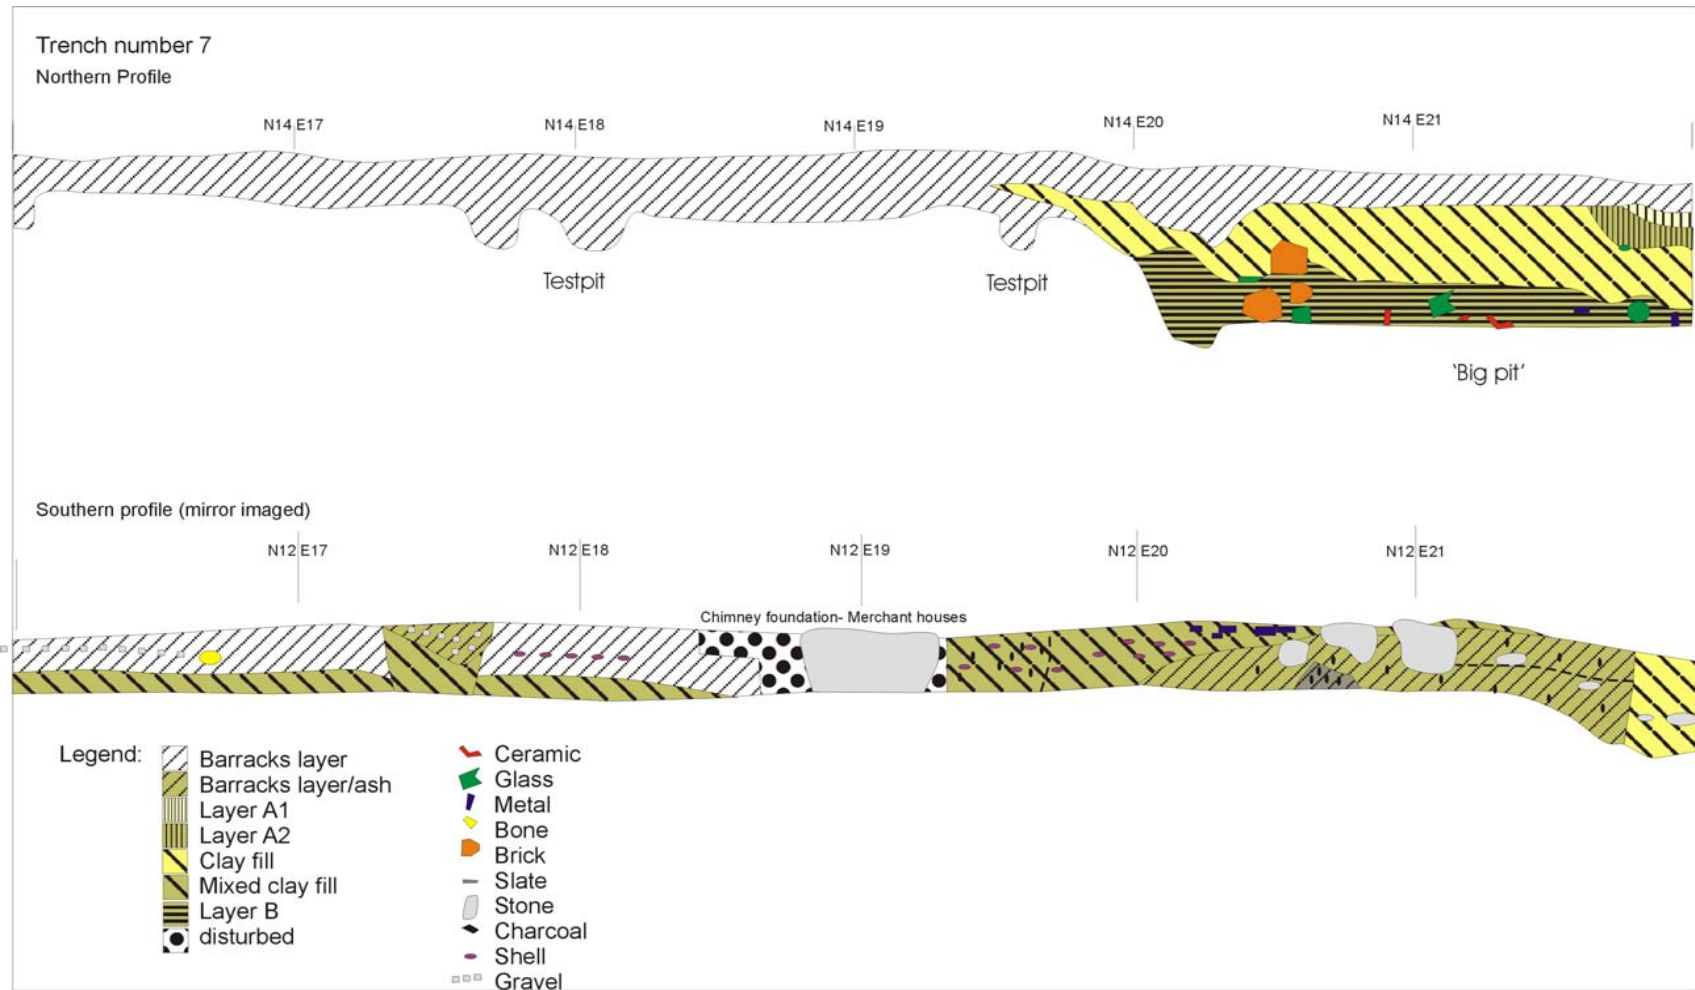 Trench number 7
Northern Profile
N14 E17 N14 E18 N14 E19 N14 E20 N14 E21
Testpit Testpit
'Big pit'
Southern profile (mirror imaged)
N12 E17 N12 E18 N12 E19 N12 E20 N12 E21
Chimney foundation- Merchant houses
Legend:
Barracks layer
Barracks layer/ash
Layer A1
Layer A2
Clay fill
Mixed clay fill
Layer B
disturbed
Ceramic
Glass
Metal
Bone
Brick
Slate
Stone
Charcoal
Shell
Gravel